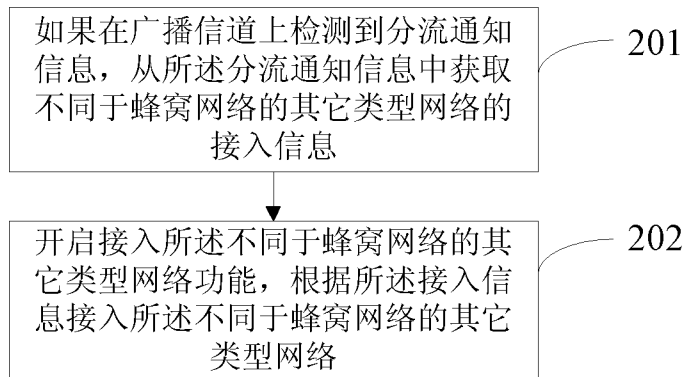 如果在广播信道上检测到分流通知
信息，从所述分流通知信息中获取
不同于蜂窝网络的其它类型网络的
接入信息
201
开启接入所述不同于蜂窝网络的其
它类型网络功能，根据所述接入信
息接入所述不同于蜂窝网络的其它
类型网络
202